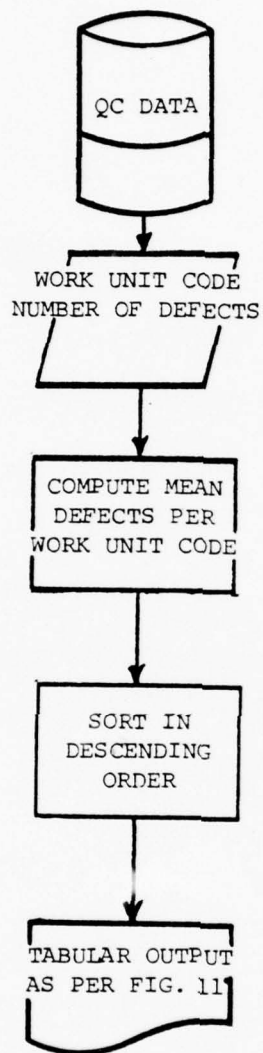 QC DATA
WORK UNIT CODE
NUMBER OF DEFECTS
COMPUTE MEAN
DEFECTS PER
WORK UNIT CODE
SORT IN
DESCENDING
ORDER
TABULAR OUTPUT
AS PER FIG. 11